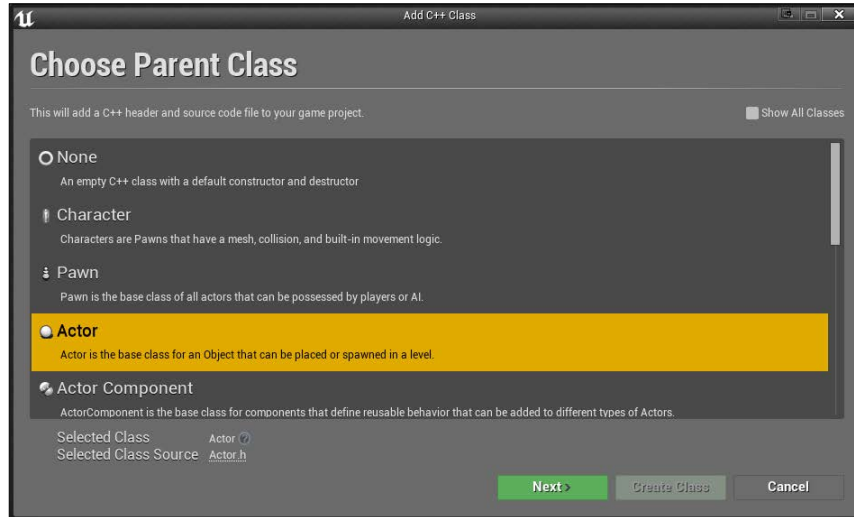 Add C++ Class
Choose Parent Class
This will add a C++ header and source code file to your game project.
Show All Classes
None
An empty C++ class with a default constructor and destructor
Character
Characters are Pawns that have a mesh, collision, and built-in movement logic.
Pawn
Pawn is the base class of all actors that can be possessed by players or AI.
Actor
Actor is the base class for an Object that can be placed or spawned in a level.
Actor Component
ActorComponent is the base class for components that define reusable behavior that can be added to different types of Actors.
Selected Class Actor
Selected Class Source Actor.h
Next Create Class Cancel